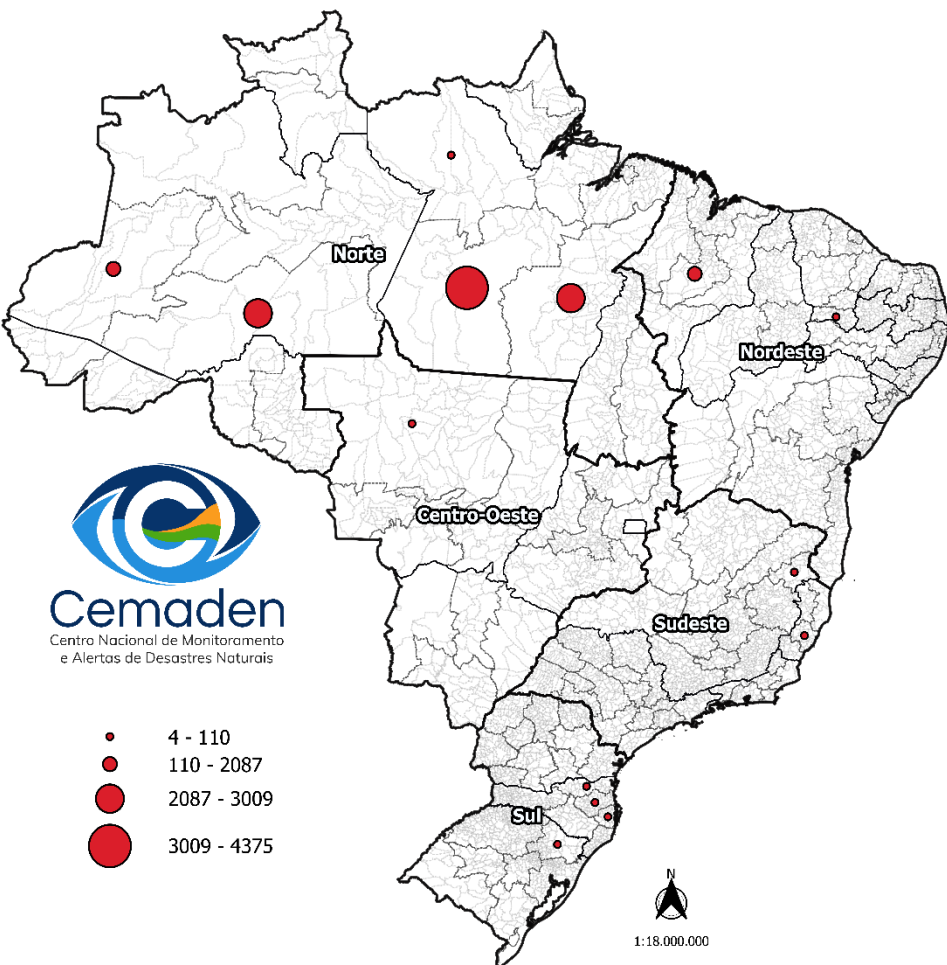 Norte
Nordeste
Centro-Oeste
Sudeste
Sul
Cemaden
Centro Nacional de Monitoramento
e Alertas de Desastres Naturais
4 - 110
110 - 2087
2087 - 3009
3009 - 4375
N
1:18.000.000